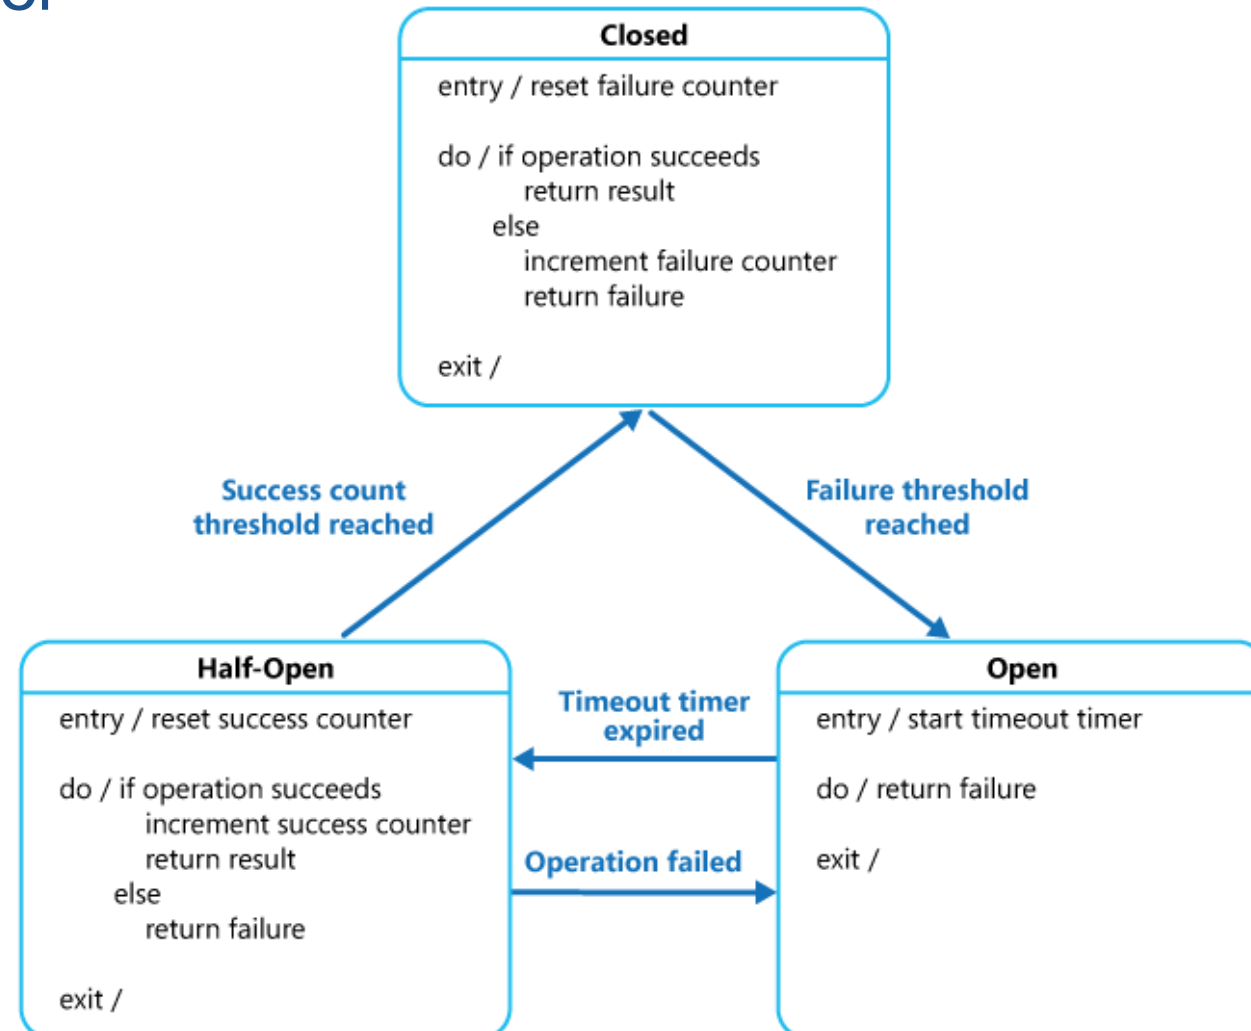 or
Closed
entry / reset failure counter
do / if operation succeeds
return result
else
increment failure counter
return failure
exit /
Success count
threshold reached
Failure threshold
reached
Half-Open
entry / reset success counter
do / if operation succeeds
increment success counter
return result
else
return failure
exit /
Timeout timer
expired
Operation failed
Open
entry / start timeout timer
do / return failure
exit /